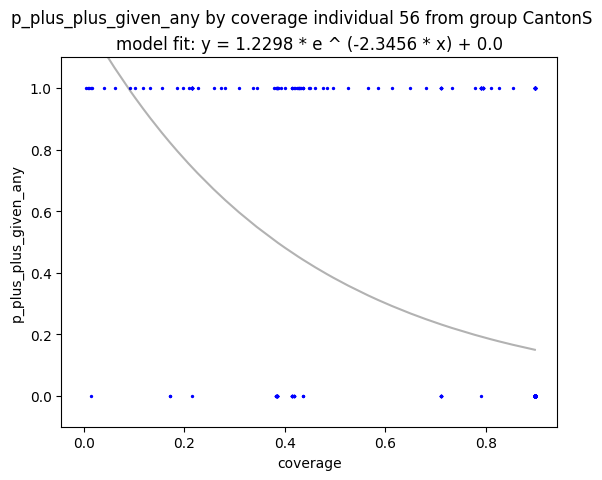 p_plus_plus_given_any by coverage individual 56 from group CantonS
model fit: y = 1.2298 * e ^ (-2.3456 * x) + 0.0
p_plus_plus_given_any
1.0
0.8
0.6
0.4
0.2
0.0
0.0 0.2 0.4 0.6 0.8
coverage